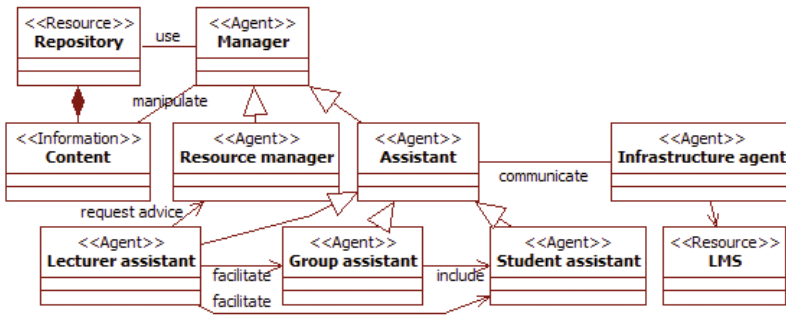 <<Resource>>
Repository
use
<<Agent>>
Manager
manipulate
<<Information>>
Content
<<Agent>>
Resource manager
<<Agent>>
Assistant
communicate
<<Agent>>
Infrastructure agent
request advice
<<Agent>>
Lecturer assistant
facilitate
facilitate
<<Agent>>
Group assistant
include
<<Agent>>
Student assistant
<<Resource>>
LMS